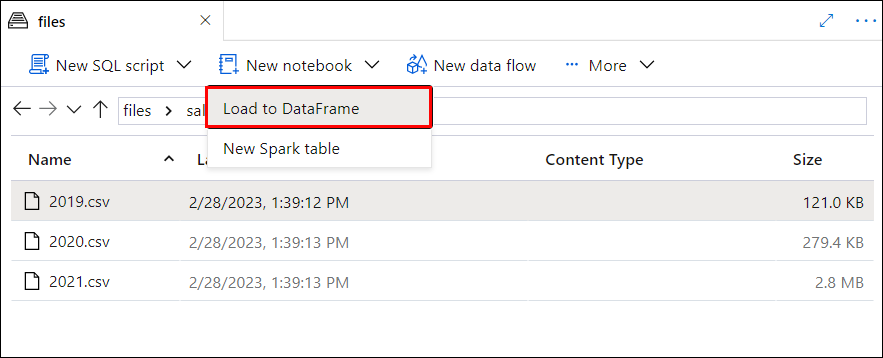 files
New SQL script New notebook New data flow More
files
Load to DataFrame
New Spark table
Name Content Type Size
2019.csv 2/28/2023, 1:39:12 PM 121.0 KB
2020.csv 2/28/2023, 1:39:13 PM 279.4 KB
2021.csv 2/28/2023, 1:39:13 PM 2.8 MB